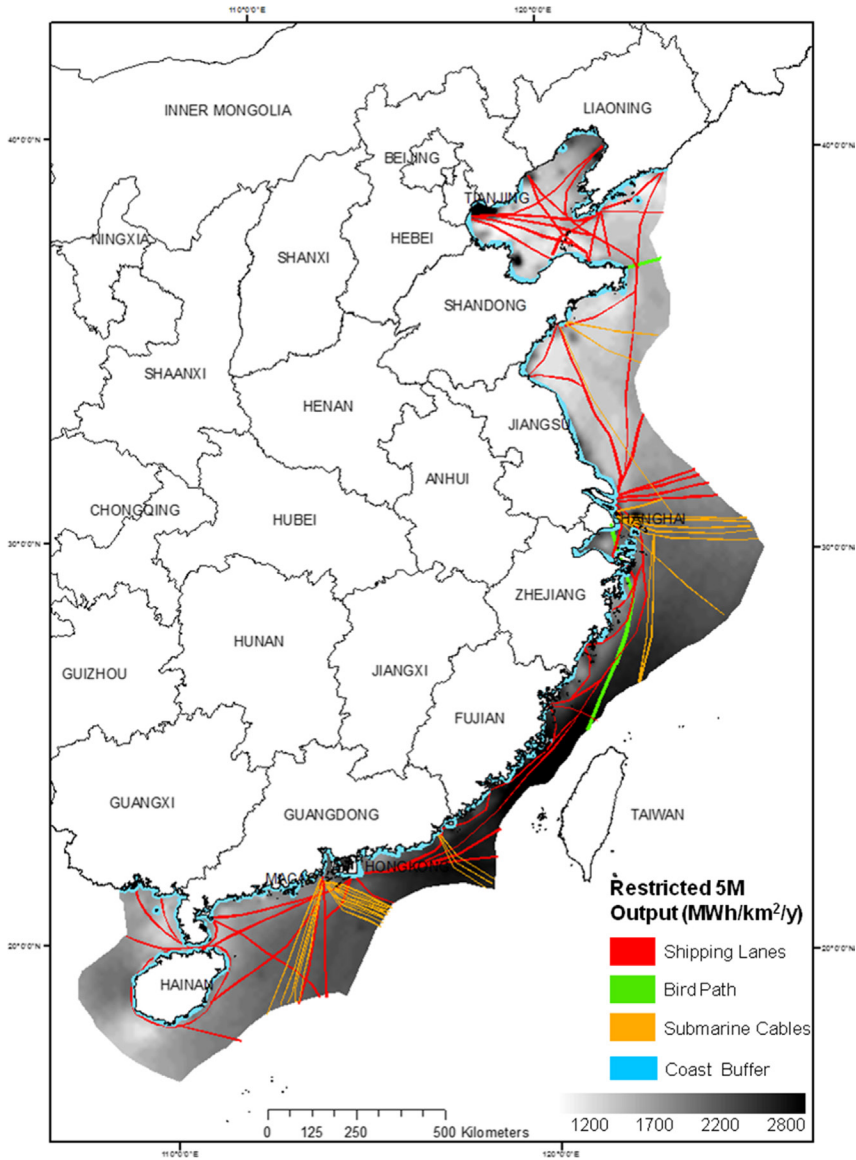 110°0'0"E
120°0'0"E
INNER MONGOLIA
LIAONING
40°0'0"N
40°0'0"N
BEIJING
TIANJING
NINGXIA
HEBEI
SHANXI
SHANDONG
SHAANXI
HENAN
JIANGSU
ANHUI
CHONGQING
HUBEI
SHANGHAI
30°0'0"N
30°0'0"N
ZHEJIANG
HUNAN
JIANGXI
GUIZHOU
FUJIAN
GUANGXI
GUANGDONG
TAIWAN
HONGKONG
Restricted 5M
Output (MWh/km²/y)
Shipping Lanes
20°0'0"N
20°0'0"N
HAINAN
Bird Path
Submarine Cables
Coast Buffer
1200 1700 2200 2800
0 125 250 500 Kilometers
110°0'0"E
120°0'0"E